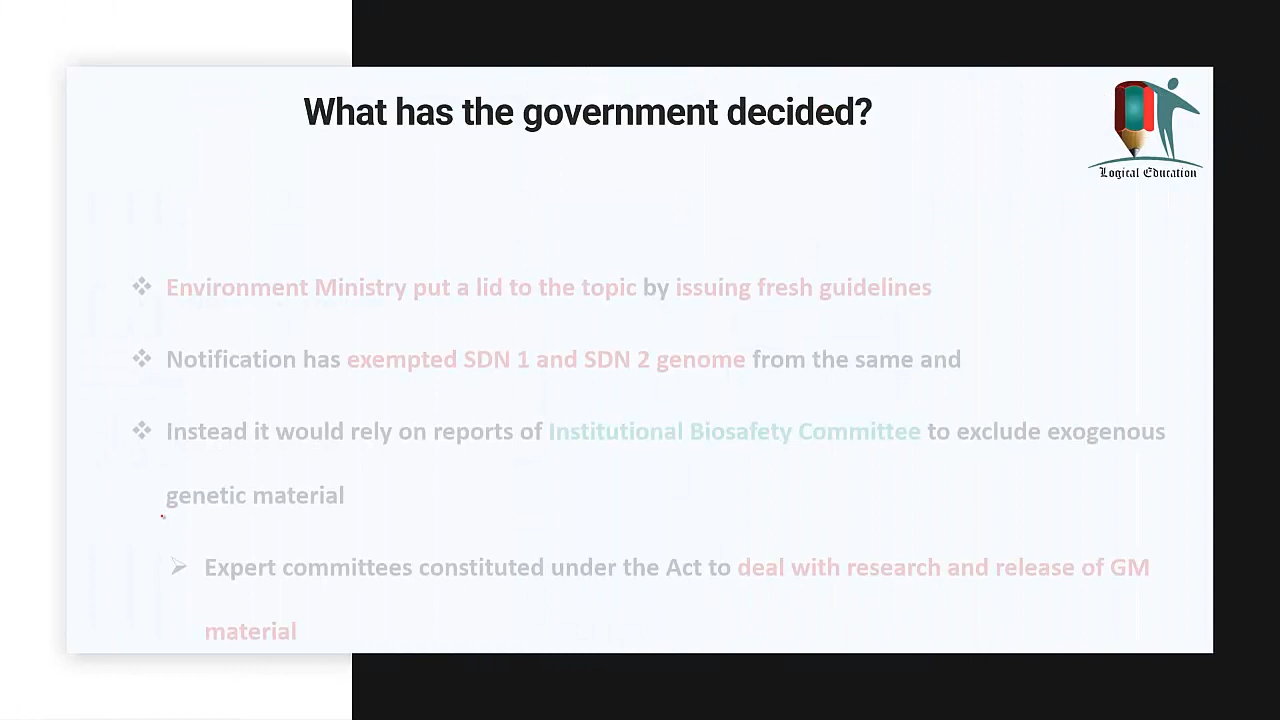 What has the government decided?
Logical Education
❖ Environment Ministry put a lid to the topic by issuing fresh guidelines
❖ Notification has exempted SDN 1 and SDN 2 genome from the same and
❖ Instead it would rely on reports of Institutional Biosafety Committee to exclude exogenous
genetic material
➢ Expert committees constituted under the Act to deal with research and release of GM
material